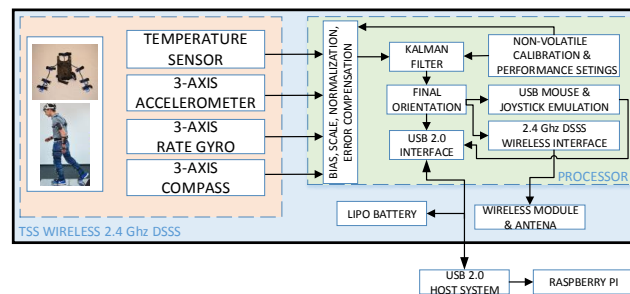 TEMPERATURE
SENSOR
3-AXIS
ACCELEROMETER
3-AXIS
RATE GYRO
3-AXIS
COMPASS
TSS WIRELESS 2.4 Ghz DSSS
BIAS, SCALE, NORMALIZATION,
ERROR COMPENSATION
KALMAN
FILTER
NON-VOLATILE
CALIBRATION &
PERFORMANCE SETINGS
FINAL
ORIENTATION
USB MOUSE &
JOYSTICK EMULATION
USB 2.0
INTERFACE
2.4 Ghz DSSS
WIRELESS INTERFACE
PROCESSOR
LIPO BATTERY
WIRELESS MODULE
& ANTENA
USB 2.0
HOST SYSTEM
RASPBERRY PI